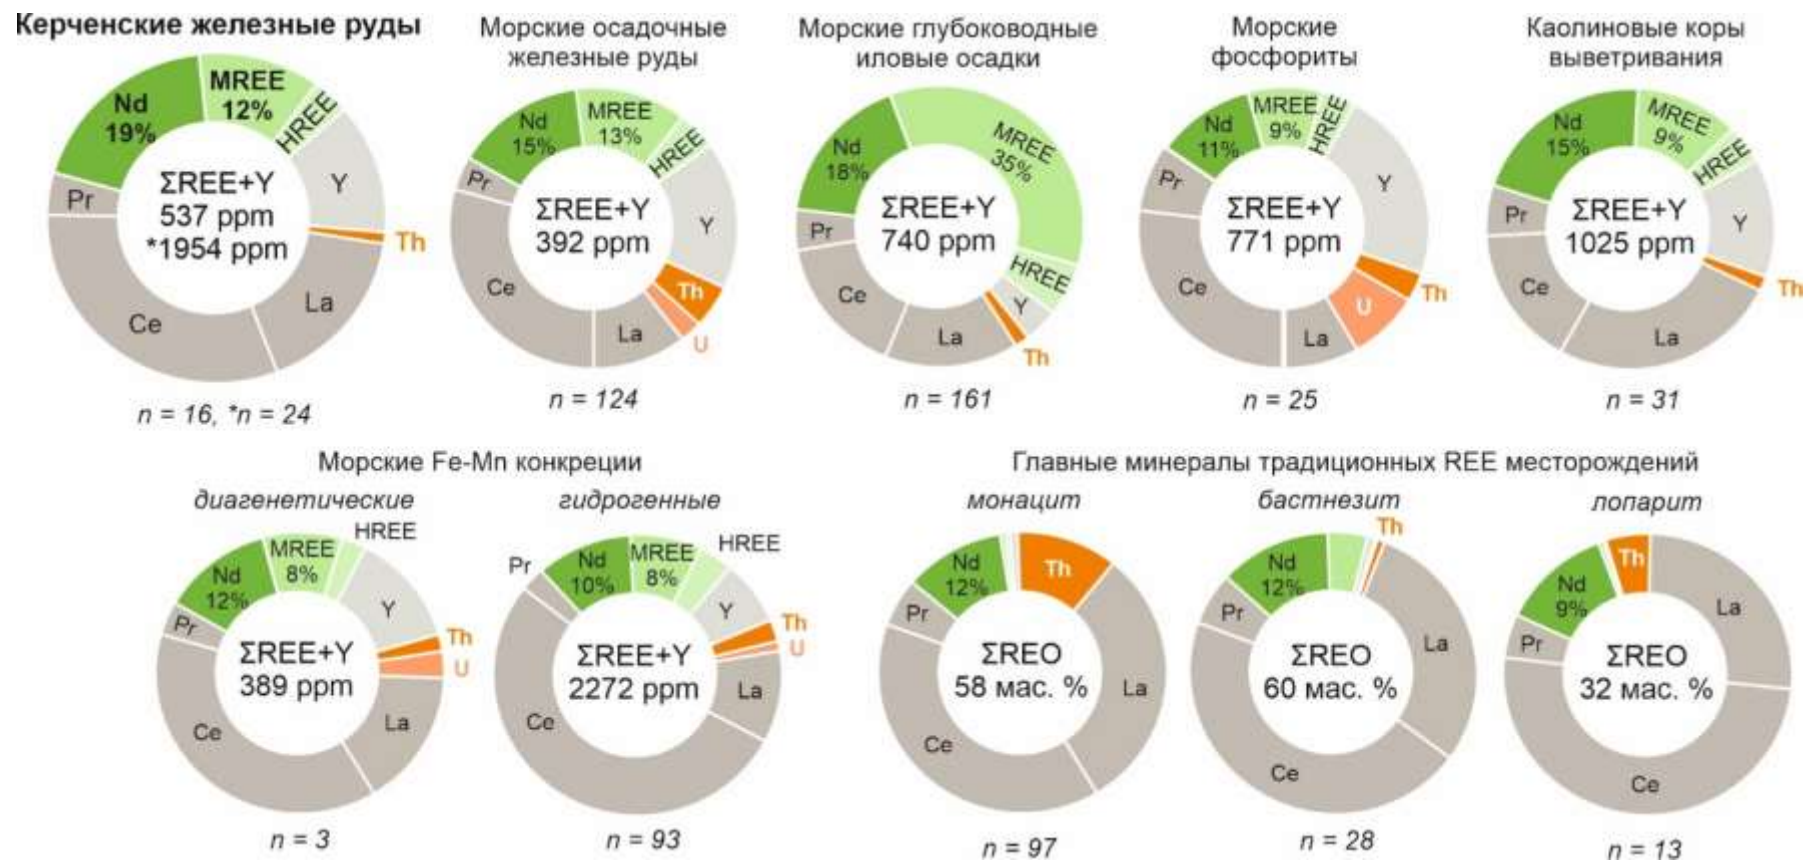 Керченские железные руды
Nd
19%
MREE
12%
HREE
Y
Th
La
Ce
Pr
ΣREE+Y
537 ppm
*1954 ppm
n = 16, *n = 24
Морские осадочные
железные руды
Nd
15%
MREE
13%
HREE
Y
Th
U
La
Ce
Pr
ΣREE+Y
392 ppm
n = 124
Морские глубоководные
иловые осадки
Nd
18%
MREE
35%
HREE
Y
Th
La
Ce
Pr
ΣREE+Y
740 ppm
n = 161
Морские
фосфориты
Nd
11%
MREE
9%
HREE
Y
Th
U
La
Ce
Pr
ΣREE+Y
771 ppm
n = 25
Каолиновые коры
выветривания
Nd
15%
MREE
9%
HREE
Y
Th
La
Ce
Pr
ΣREE+Y
1025 ppm
n = 31
Морские Fe-Mn конкреции
диагенетические
Nd
12%
MREE
8%
HREE
Y
Th
U
La
Ce
Pr
ΣREE+Y
389 ppm
n = 3
гидрогенные
Nd
10%
MREE
8%
HREE
Y
Th
U
La
Ce
Pr
ΣREE+Y
2272 ppm
n = 93
Главные минералы традиционных REE месторождений
монацит
Nd
12%
Th
La
Ce
Pr
ΣREO
58 мас. %
n = 97
бастнезит
Nd
12%
Th
La
Ce
Pr
ΣREO
60 мас. %
n = 28
лопарит
Nd
9%
Th
La
Ce
Pr
ΣREO
32 мас. %
n = 13